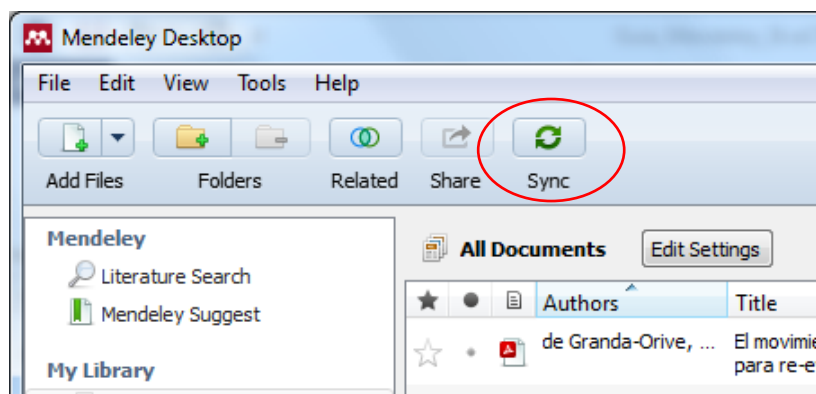 Mendeley Desktop
File Edit View Tools Help
Add Files Folders Related Share Sync
Mendeley
Literature Search
Mendeley Suggest
My Library
All Documents Edit Settings
Authors Title
de Granda-Orive, ... El movimie
para re-e